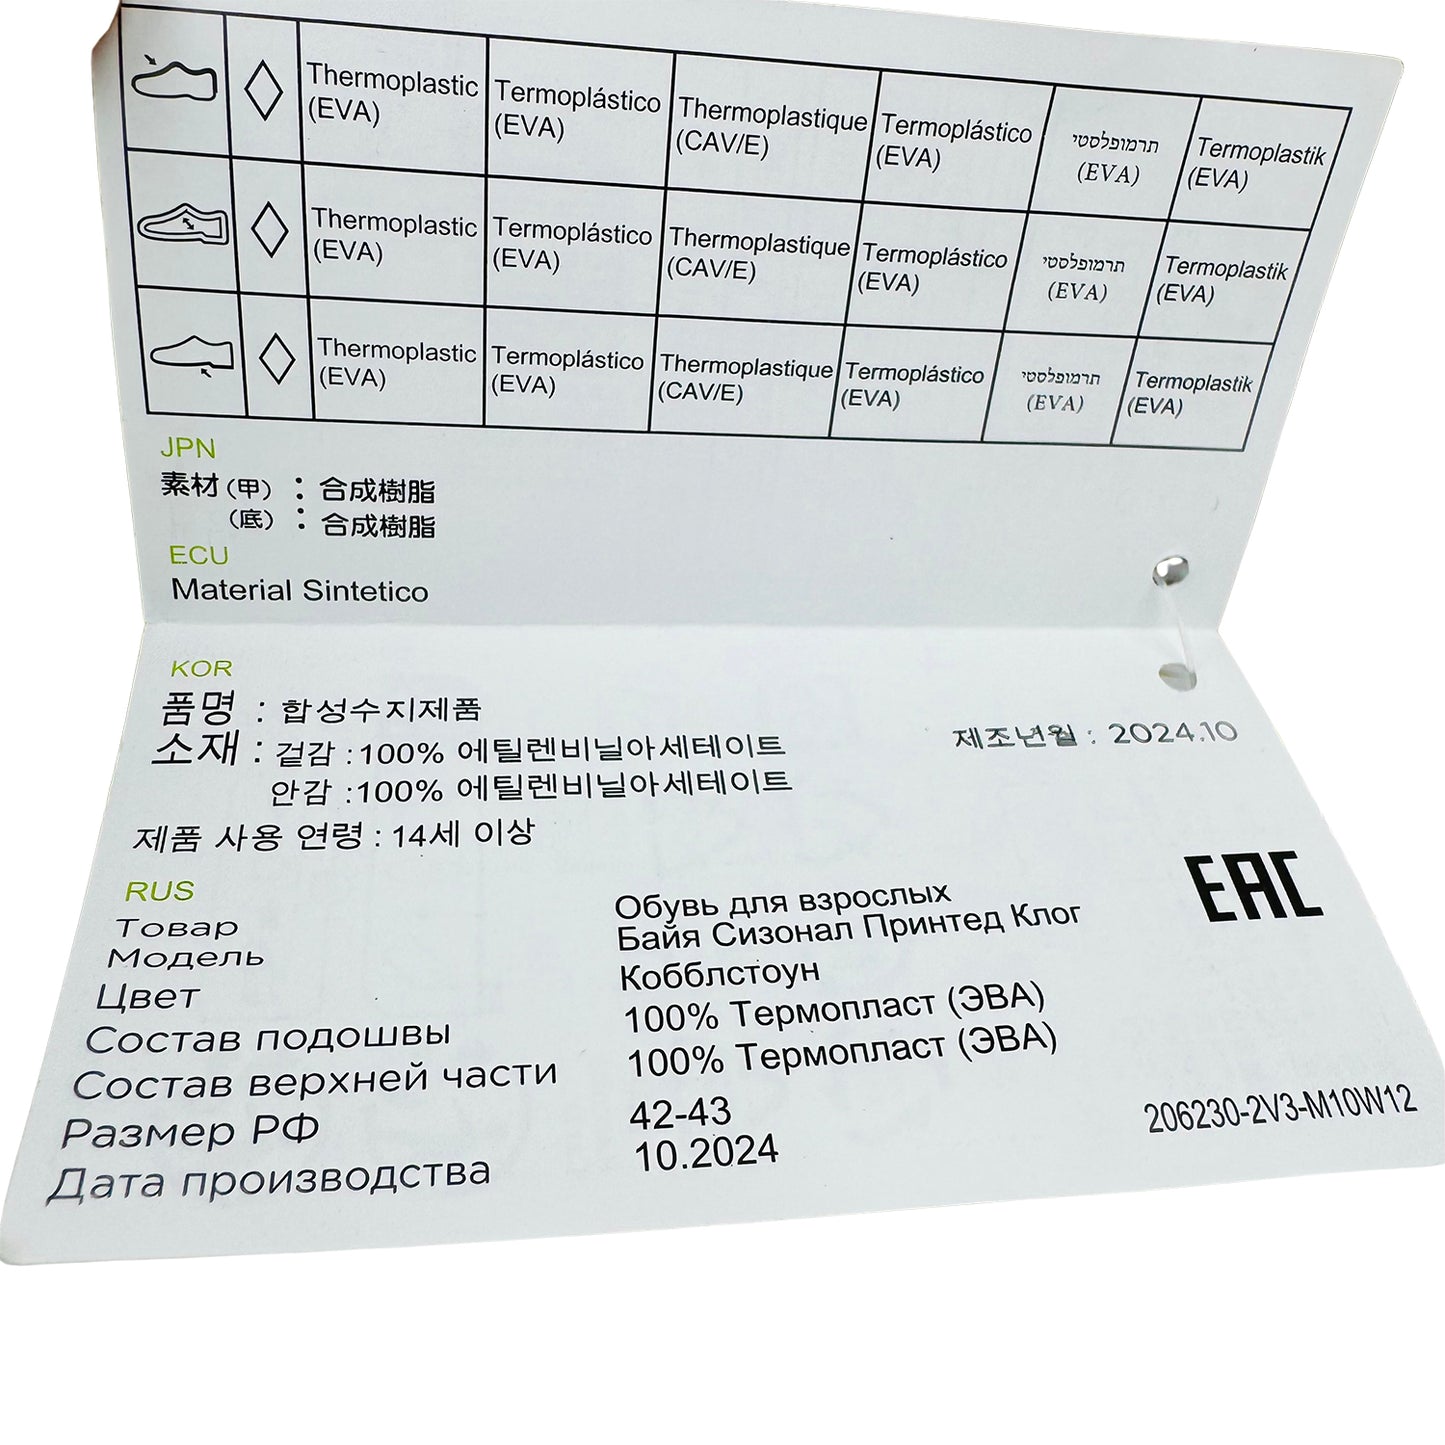 Thermoplastic (EVA) Termoplástico (EVA) Thermoplastique (CAV/E) Termoplástico (EVA) תרמופלסטי (EVA) Termoplastik (EVA)
Thermoplastic (EVA) Termoplástico (EVA) Thermoplastique (CAV/E) Termoplástico (EVA) תרמופלסטי (EVA) Termoplastik (EVA)
Thermoplastic (EVA) Termoplástico (EVA) Thermoplastique (CAV/E) Termoplástico (EVA) תרמופלסטי (EVA) Termoplastik (EVA)
JPN
素材(甲) : 合成樹脂
(底) : 合成樹脂
ECU
Material Sintetico
KOR
품명 : 합성수지제품
소재 : 겉감 :100% 에틸렌비닐아세테이트 제조년월 : 2024.10
안감 :100% 에틸렌비닐아세테이트
제품 사용 연령 : 14세 이상
EAC
RUS
Товар Обувь для взрослых
Модель Байя Сизонал Принтед Клог
Цвет Кобблстоун
Состав подошвы 100% Термопласт (ЭВА)
Состав верхней части 100% Термопласт (ЭВА)
Размер РФ 42-43
Дата производства 10.2024
206230-2V3-M10W12